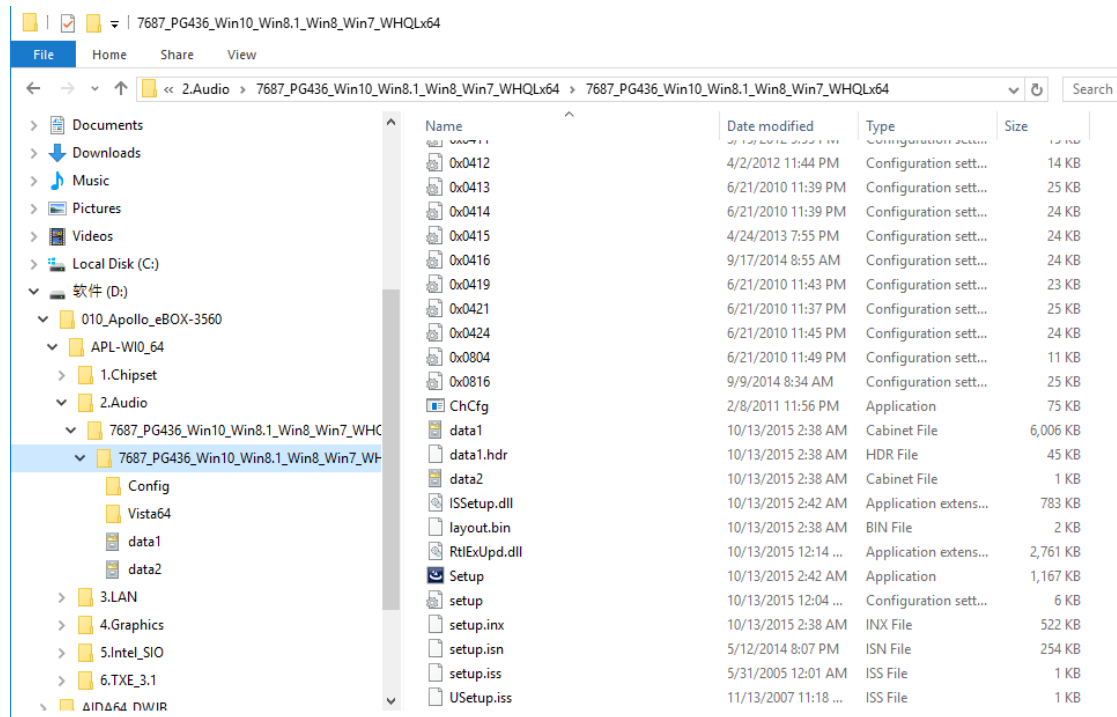 7687_PG436_Win10_Win8.1_Win8_Win7_WHQLx64
File Home Share View
« 2.Audio > 7687_PG436_Win10_Win8.1_Win8_Win7_WHQLx64 > 7687_PG436_Win10_Win8.1_Win8_Win7_WHQLx64 Search
Documents
Downloads
Music
Pictures
Videos
Local Disk (C:)
软件 (D:)
010_Apollo_eBOX-3560
APL-WI0_64
1.Chipset
2.Audio
7687_PG436_Win10_Win8.1_Win8_Win7_WHC
7687_PG436_Win10_Win8.1_Win8_Win7_WH
Config
Vista64
data1
data2
3.LAN
4.Graphics
5.Intel_SIO
6.TXE_3.1
AIDA64_DWJB
Name Date modified Type Size
0x0412 4/2/2012 11:44 PM Configuration sett... 14 KB
0x0413 6/21/2010 11:39 PM Configuration sett... 25 KB
0x0414 6/21/2010 11:39 PM Configuration sett... 24 KB
0x0415 4/24/2013 7:55 PM Configuration sett... 24 KB
0x0416 9/17/2014 8:55 AM Configuration sett... 24 KB
0x0419 6/21/2010 11:43 PM Configuration sett... 23 KB
0x0421 6/21/2010 11:37 PM Configuration sett... 25 KB
0x0424 6/21/2010 11:45 PM Configuration sett... 24 KB
0x0804 6/21/2010 11:49 PM Configuration sett... 11 KB
0x0816 9/9/2014 8:34 AM Configuration sett... 25 KB
ChCfg 2/8/2011 11:56 PM Application 75 KB
data1 10/13/2015 2:38 AM Cabinet File 6,006 KB
data1.hdr 10/13/2015 2:38 AM HDR File 45 KB
data2 10/13/2015 2:38 AM Cabinet File 1 KB
ISSetup.dll 10/13/2015 2:42 AM Application extens... 783 KB
layout.bin 10/13/2015 2:38 AM BIN File 2 KB
RtlExUpd.dll 10/13/2015 12:14 ... Application extens... 2,761 KB
Setup 10/13/2015 2:42 AM Application 1,167 KB
setup 10/13/2015 12:04 ... Configuration sett... 6 KB
setup.inx 10/13/2015 2:38 AM INX File 522 KB
setup.isn 5/12/2014 8:07 PM ISN File 254 KB
setup.iss 5/31/2005 12:01 AM ISS File 1 KB
USetup.iss 11/13/2007 11:18 ... ISS File 1 KB